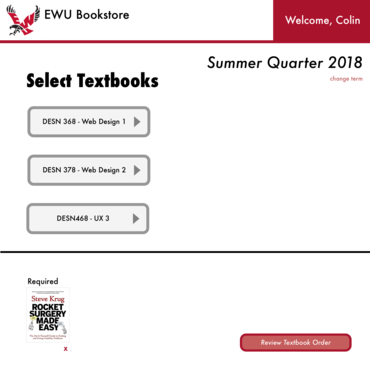 EWU Bookstore
Welcome, Colin
Summer Quarter 2018
change term
Select Textbooks
DESN 368 - Web Design 1
DESN 378 - Web Design 2
DESN468 - UX 3
Required
Steve Krug
ROCKET
SURGERY
MADE
EASY
x
Review Textbook Order